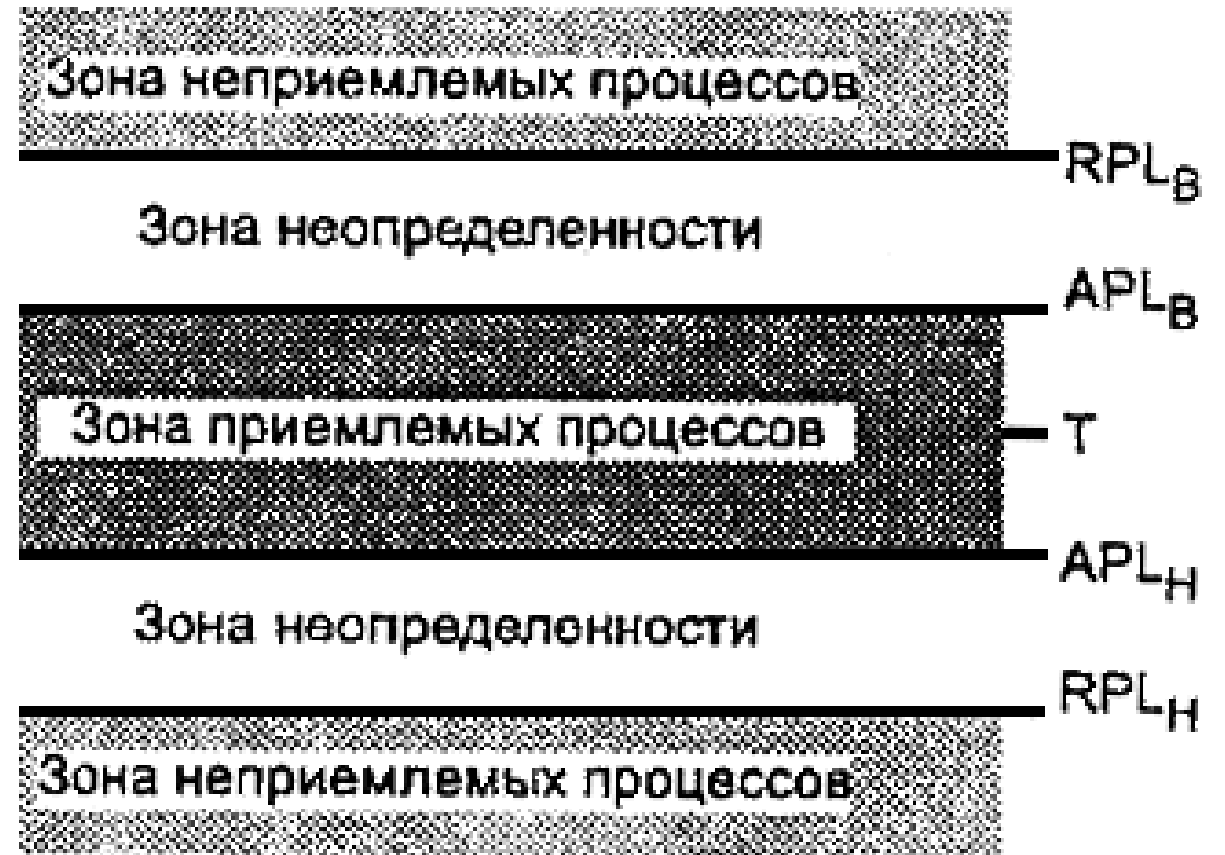 Зона неприемлемых процессов
RPLВ
Зона неопределенности
APLВ
Зона приемлемых процессов
T
APLН
Зона неопределенности
RPLН
Зона неприемлемых процессов